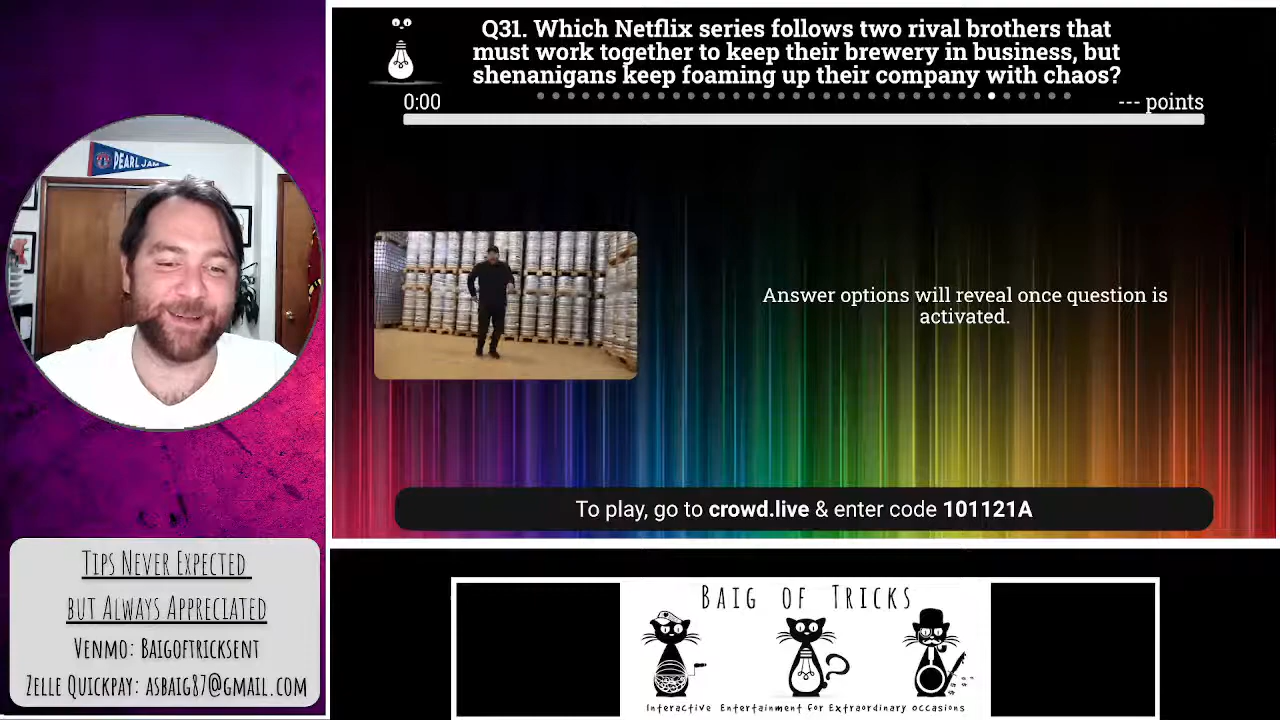 PEARL JAM
TIPS NEVER EXPECTED
BUT ALWAYS APPRECIATED
VENMO: BAIGOFTRICKSENT
ZELLE QUICKPAY: ASBAIG87@GMAIL.COM
Q31. Which Netflix series follows two rival brothers that
must work together to keep their brewery in business, but
shenanigans keep foaming up their company with chaos?
0:00
--- points
Answer options will reveal once question is
activated.
To play, go to crowd.live & enter code 101121A
BAIG OF TRICKS
Interactive Entertainment for Extraordinary Occasions